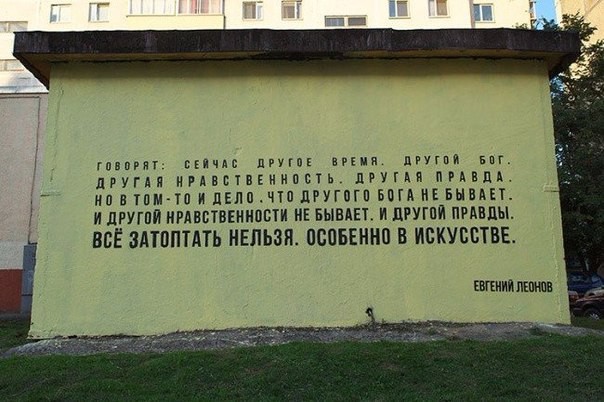 ГОВОРЯТ: СЕЙЧАС ДРУГОЕ ВРЕМЯ. ДРУГОЙ БОГ.
ДРУГАЯ НРАВСТВЕННОСТЬ. ДРУГАЯ ПРАВДА.
НО В ТОМ-ТО И ДЕЛО, ЧТО ДРУГОГО БОГА НЕ БЫВАЕТ.
И ДРУГОЙ НРАВСТВЕННОСТИ НЕ БЫВАЕТ. И ДРУГОЙ ПРАВДЫ.
ВСЁ ЗАТОПТАТЬ НЕЛЬЗЯ. ОСОБЕННО В ИСКУССТВЕ.
ЕВГЕНИЙ ЛЕОНОВ